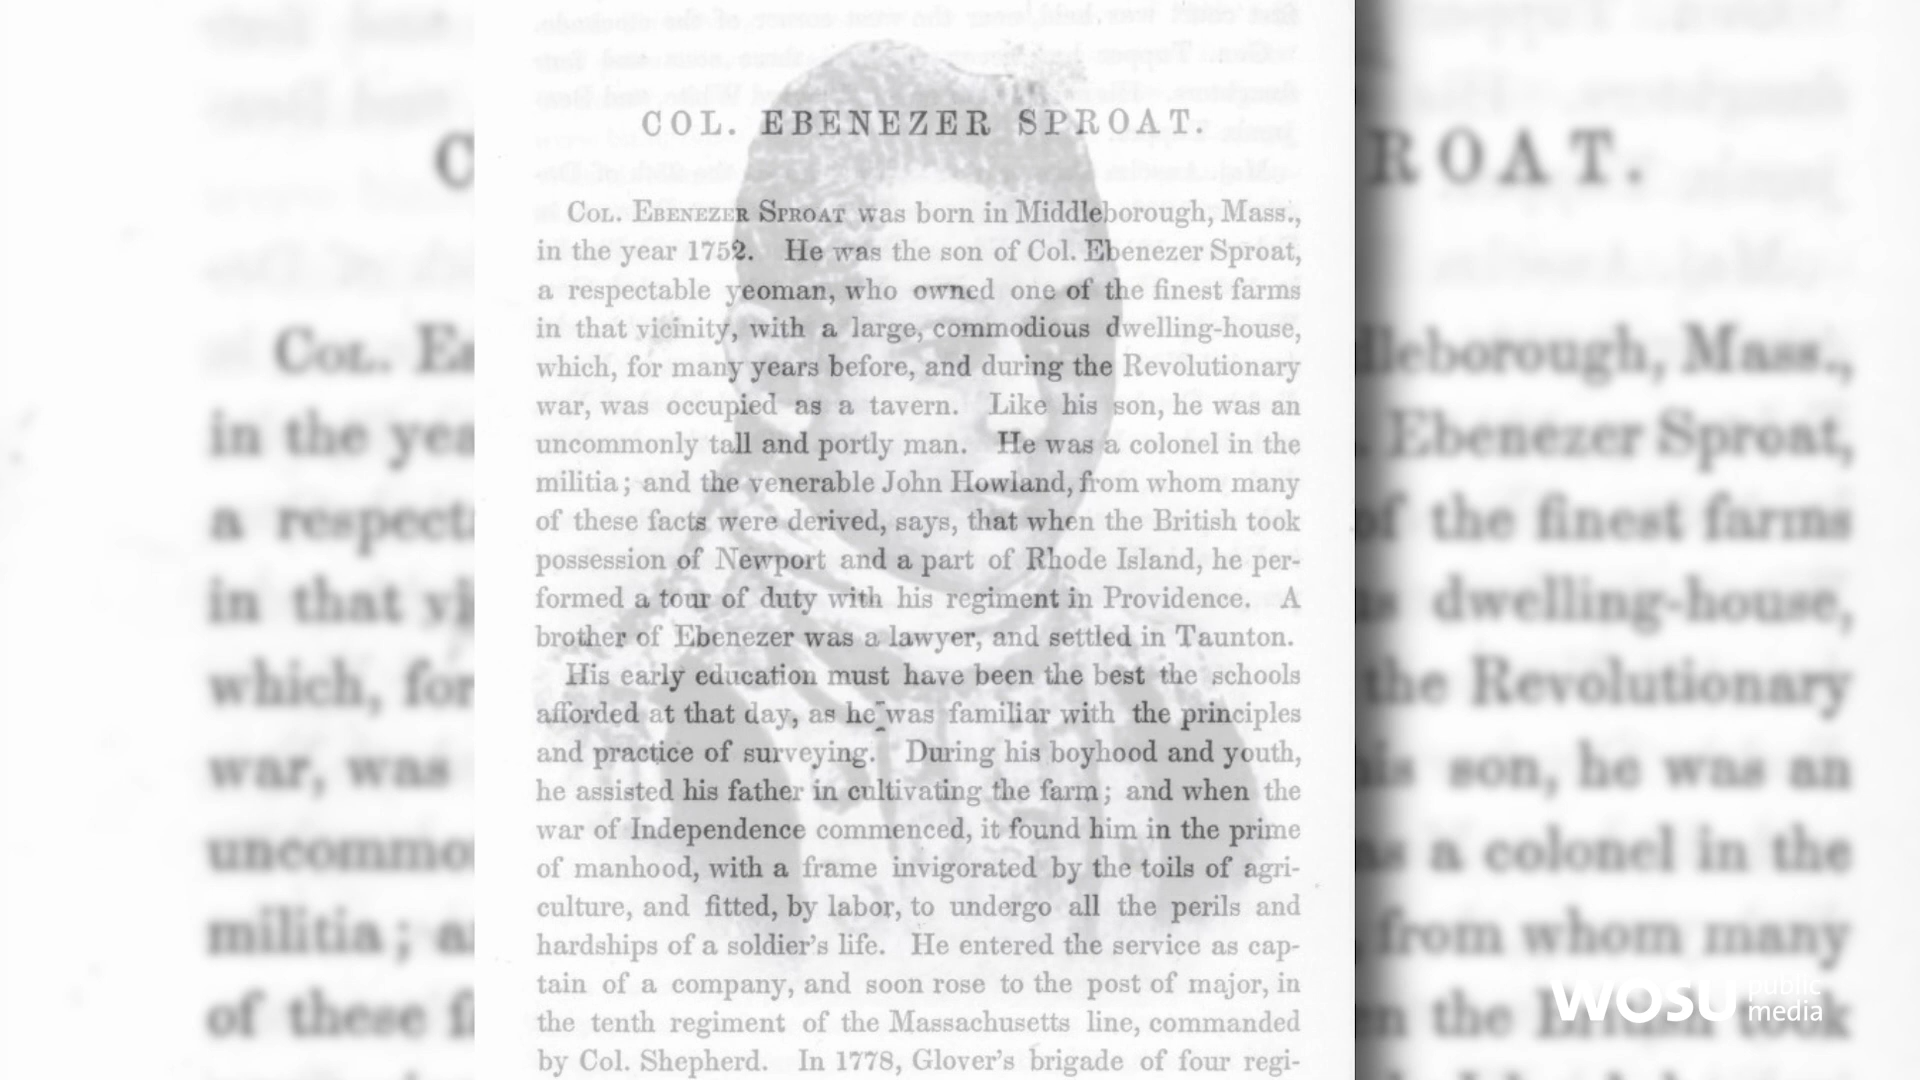 COL. EBENEZER SPROAT.
COL. EBENEZER SPROAT was born in Middleborough, Mass.,
in the year 1752. He was the son of Col. Ebenezer Sproat,
a respectable yeoman, who owned one of the finest farms
in that vicinity, with a large, commodious dwelling-house,
which, for many years before, and during the Revolutionary
war, was occupied as a tavern. Like his son, he was an
uncommonly tall and portly man. He was a colonel in the
militia; and the venerable John Howland, from whom many
of these facts were derived, says, that when the British took
possession of Newport and a part of Rhode Island, he per-
formed a tour of duty with his regiment in Providence. A
brother of Ebenezer was a lawyer, and settled in Taunton.
His early education must have been the best the schools
afforded at that day, as he was familiar with the principles
and practice of surveying. During his boyhood and youth,
he assisted his father in cultivating the farm; and when the
war of Independence commenced, it found him in the prime
of manhood, with a frame invigorated by the toils of agri-
culture, and fitted, by labor, to undergo all the perils and
hardships of a soldier's life. He entered the service as cap-
tain of a company, and soon rose to the post of major, in
the tenth regiment of the Massachusetts line, commanded
by Col. Shepherd. In 1778, Glover's brigade of four regi-
WOSU public media